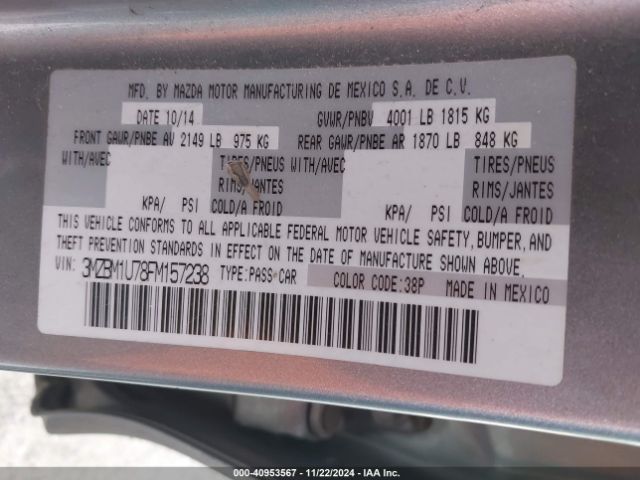 MFD. BY MAZDA MOTOR MANUFACTURING DE MEXICO S.A. DE C.V.
DATE 10/14 GVWR/PNBV 4001 LB 1815 KG
FRONT GAWR/PNBE AV 2149 LB 975 KG REAR GAWR/PNBE AR 1870 LB 848 KG
WITH/AVEC TIRES/PNEUS WITH/AVEC TIRES/PNEUS
RIMS/JANTES RIMS/JANTES
KPA/ PSI COLD/A FROID KPA/ PSI COLD/A FROID
THIS VEHICLE CONFORMS TO ALL APPLICABLE FEDERAL MOTOR VEHICLE SAFETY, BUMPER, AND
THEFT PREVENTION STANDARDS IN EFFECT ON THE DATE OF MANUFACTURE SHOWN ABOVE.
VIN: 3MZBM1U78FM157238 TYPE:PASS CAR COLOR CODE:38P MADE IN MEXICO
000-40953567 - 11/22/2024 - IAA Inc.